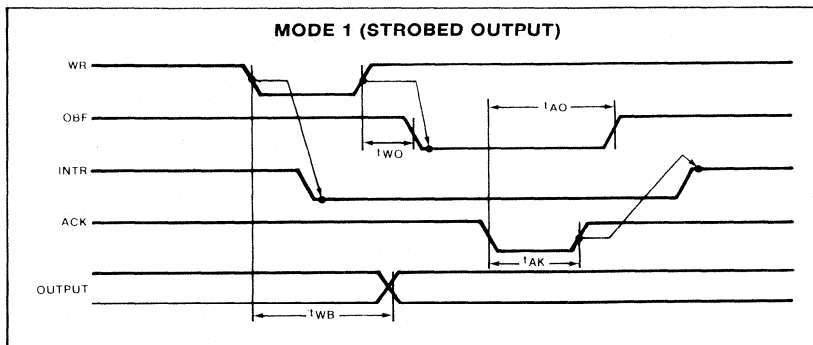 MODE 1 (STROBED OUTPUT)
WR
OBF
tAO
tWO
INTR
ACK
tAK
OUTPUT
tWB